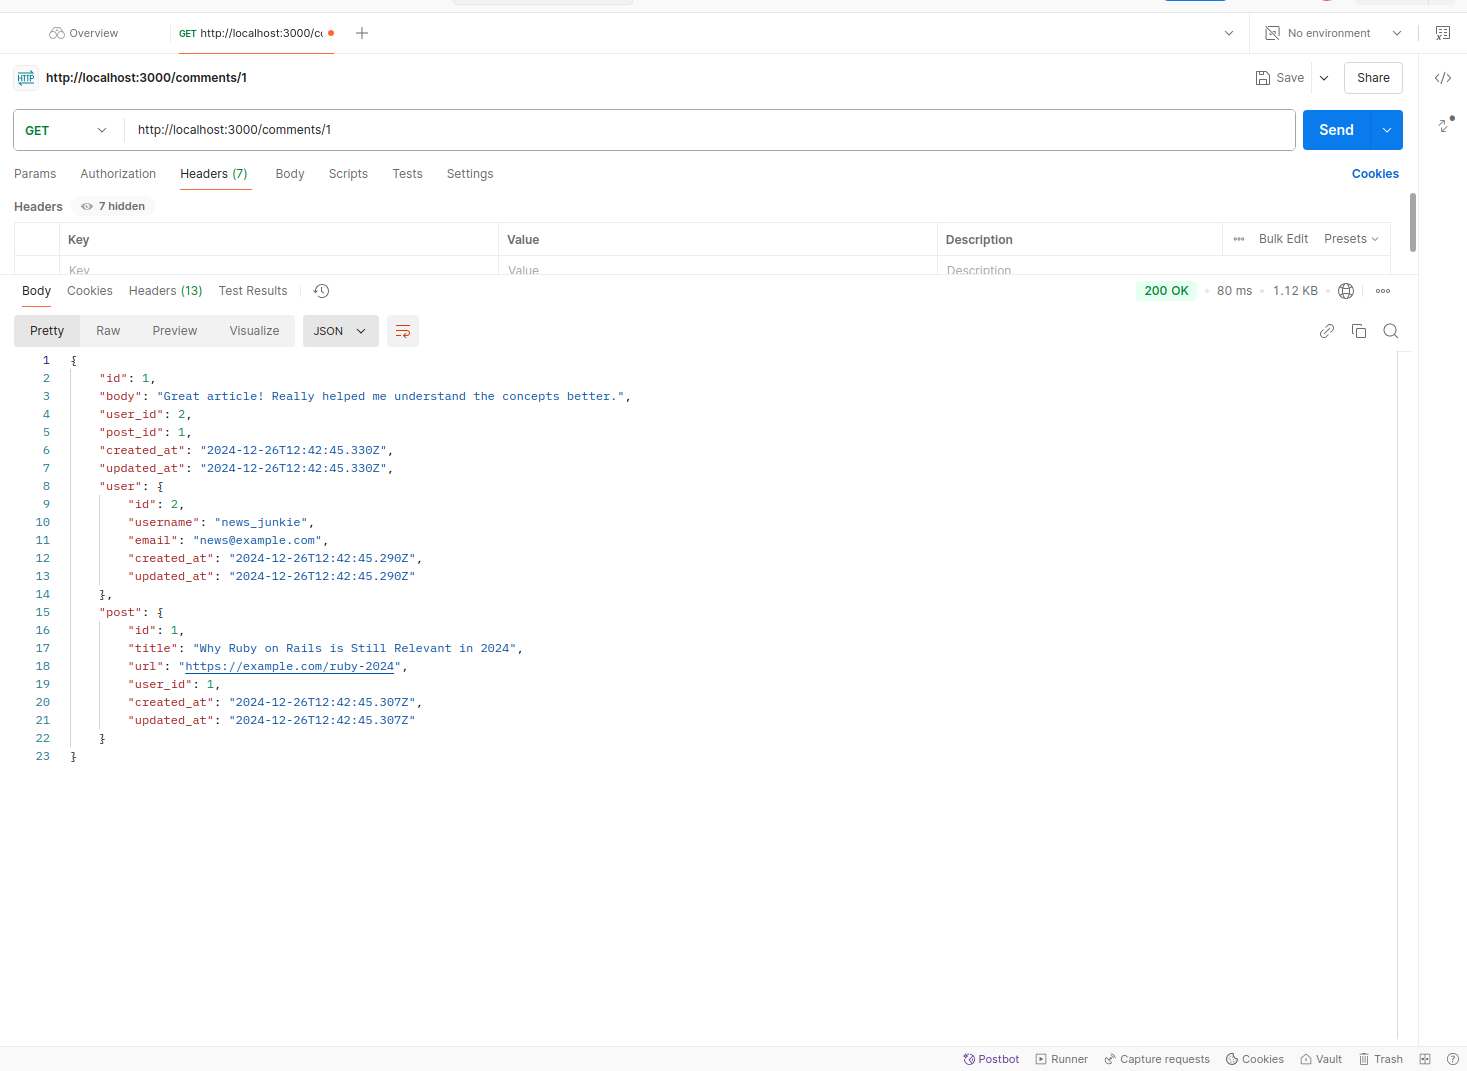 Overview
GET http://localhost:3000/co
No environment
HTTP http://localhost:3000/comments/1
Save
Share
GET http://localhost:3000/comments/1
Send
Params Authorization Headers (7) Body Scripts Tests Settings Cookies
Headers 7 hidden
Key Value Description Bulk Edit Presets
Key Value Description
Body Cookies Headers (13) Test Results 200 OK 80 ms 1.12 KB
Pretty Raw Preview Visualize JSON
1 {
2 "id": 1,
3 "body": "Great article! Really helped me understand the concepts better.",
4 "user_id": 2,
5 "post_id": 1,
6 "created_at": "2024-12-26T12:42:45.330Z",
7 "updated_at": "2024-12-26T12:42:45.330Z",
8 "user": {
9 "id": 2,
10 "username": "news_junkie",
11 "email": "news@example.com",
12 "created_at": "2024-12-26T12:42:45.290Z",
13 "updated_at": "2024-12-26T12:42:45.290Z"
14 },
15 "post": {
16 "id": 1,
17 "title": "Why Ruby on Rails is Still Relevant in 2024",
18 "url": "https://example.com/ruby-2024",
19 "user_id": 1,
20 "created_at": "2024-12-26T12:42:45.307Z",
21 "updated_at": "2024-12-26T12:42:45.307Z"
22 }
23 }
Postbot Runner Capture requests Cookies Vault Trash